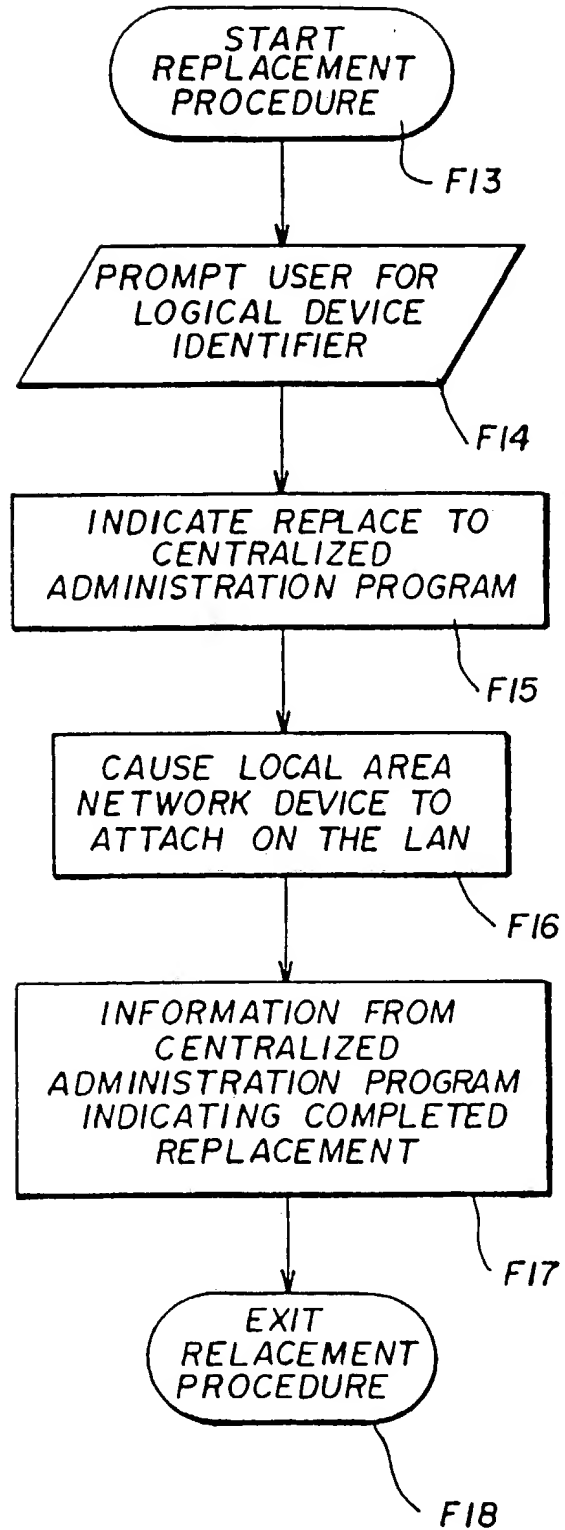 START
REPLACEMENT
PROCEDURE
F13
PROMPT USER FOR
LOGICAL DEVICE
IDENTIFIER
F14
INDICATE REPLACE TO
CENTRALIZED
ADMINISTRATION PROGRAM
F15
CAUSE LOCAL AREA
NETWORK DEVICE TO
ATTACH ON THE LAN
F16
INFORMATION FROM
CENTRALIZED
ADMINISTRATION PROGRAM
INDICATING COMPLETED
REPLACEMENT
F17
EXIT
RELACEMENT
PROCEDURE
F18